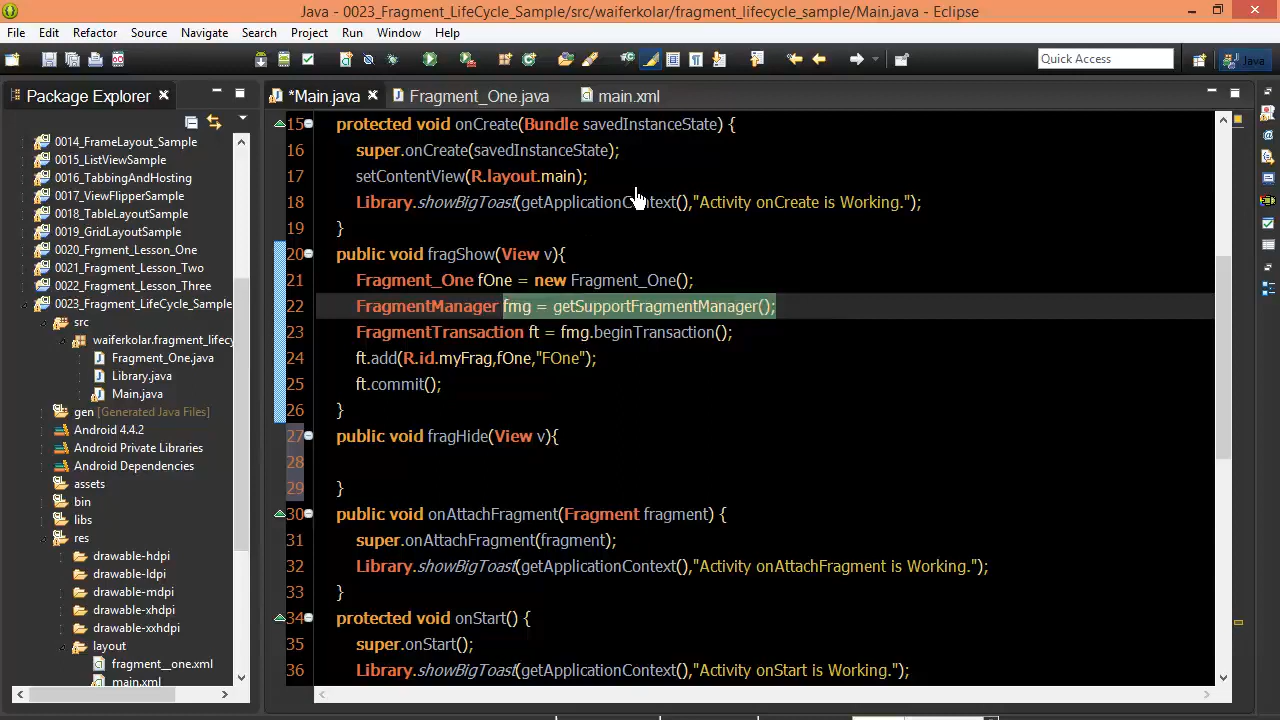 Java - 0023_Fragment_LifeCycle_Sample/src/waiferkolar/fragment_lifecycle_sample/Main.java - Eclipse
File Edit Refactor Source Navigate Search Project Run Window Help
Quick Access
Java
Package Explorer
*Main.java
Fragment_One.java
main.xml
0014_FrameLayout_Sample
0015_ListViewSample
0016_TabbingAndHosting
0017_ViewFlipperSample
0018_TableLayoutSample
0019_GridLayoutSample
0020_Frgment_Lesson_One
0021_Fragment_Lesson_Two
0022_Fragment_Lesson_Three
0023_Fragment_LifeCycle_Sample
src
waiferkolar.fragment_lifecy
Fragment_One.java
Library.java
Main.java
gen [Generated Java Files]
Android 4.4.2
Android Private Libraries
Android Dependencies
assets
bin
libs
res
drawable-hdpi
drawable-ldpi
drawable-mdpi
drawable-xhdpi
drawable-xxhdpi
layout
fragment__one.xml
main.xml
15 protected void onCreate(Bundle savedInstanceState) {
16 super.onCreate(savedInstanceState);
17 setContentView(R.layout.main);
18 Library.showBigToast(getApplicationContext(),"Activity onCreate is Working.");
19 }
20 public void fragShow(View v){
21 Fragment_One fOne = new Fragment_One();
22 FragmentManager fmg = getSupportFragmentManager();
23 FragmentTransaction ft = fmg.beginTransaction();
24 ft.add(R.id.myFrag,fOne,"FOne");
25 ft.commit();
26 }
27 public void fragHide(View v){
28
29 }
30 public void onAttachFragment(Fragment fragment) {
31 super.onAttachFragment(fragment);
32 Library.showBigToast(getApplicationContext(),"Activity onAttachFragment is Working.");
33 }
34 protected void onStart() {
35 super.onStart();
36 Library.showBigToast(getApplicationContext(),"Activity onStart is Working.");